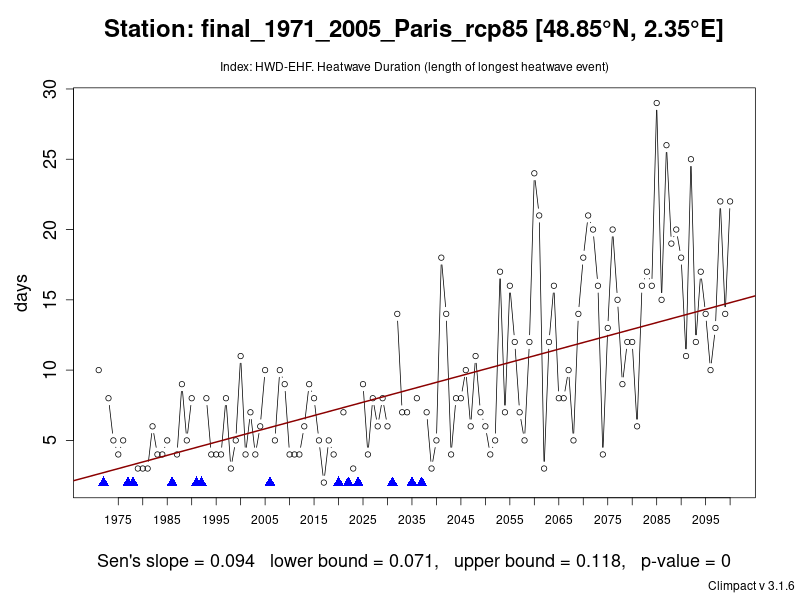 Station: final_1971_2005_Paris_rcp85 [48.85°N, 2.35°E]
Index: HWD-EHF. Heatwave Duration (length of longest heatwave event)
days
30
25
20
15
10
5
1975 1985 1995 2005 2015 2025 2035 2045 2055 2065 2075 2085 2095
Sen's slope = 0.094 lower bound = 0.071, upper bound = 0.118, p-value = 0
Climpact v 3.1.6